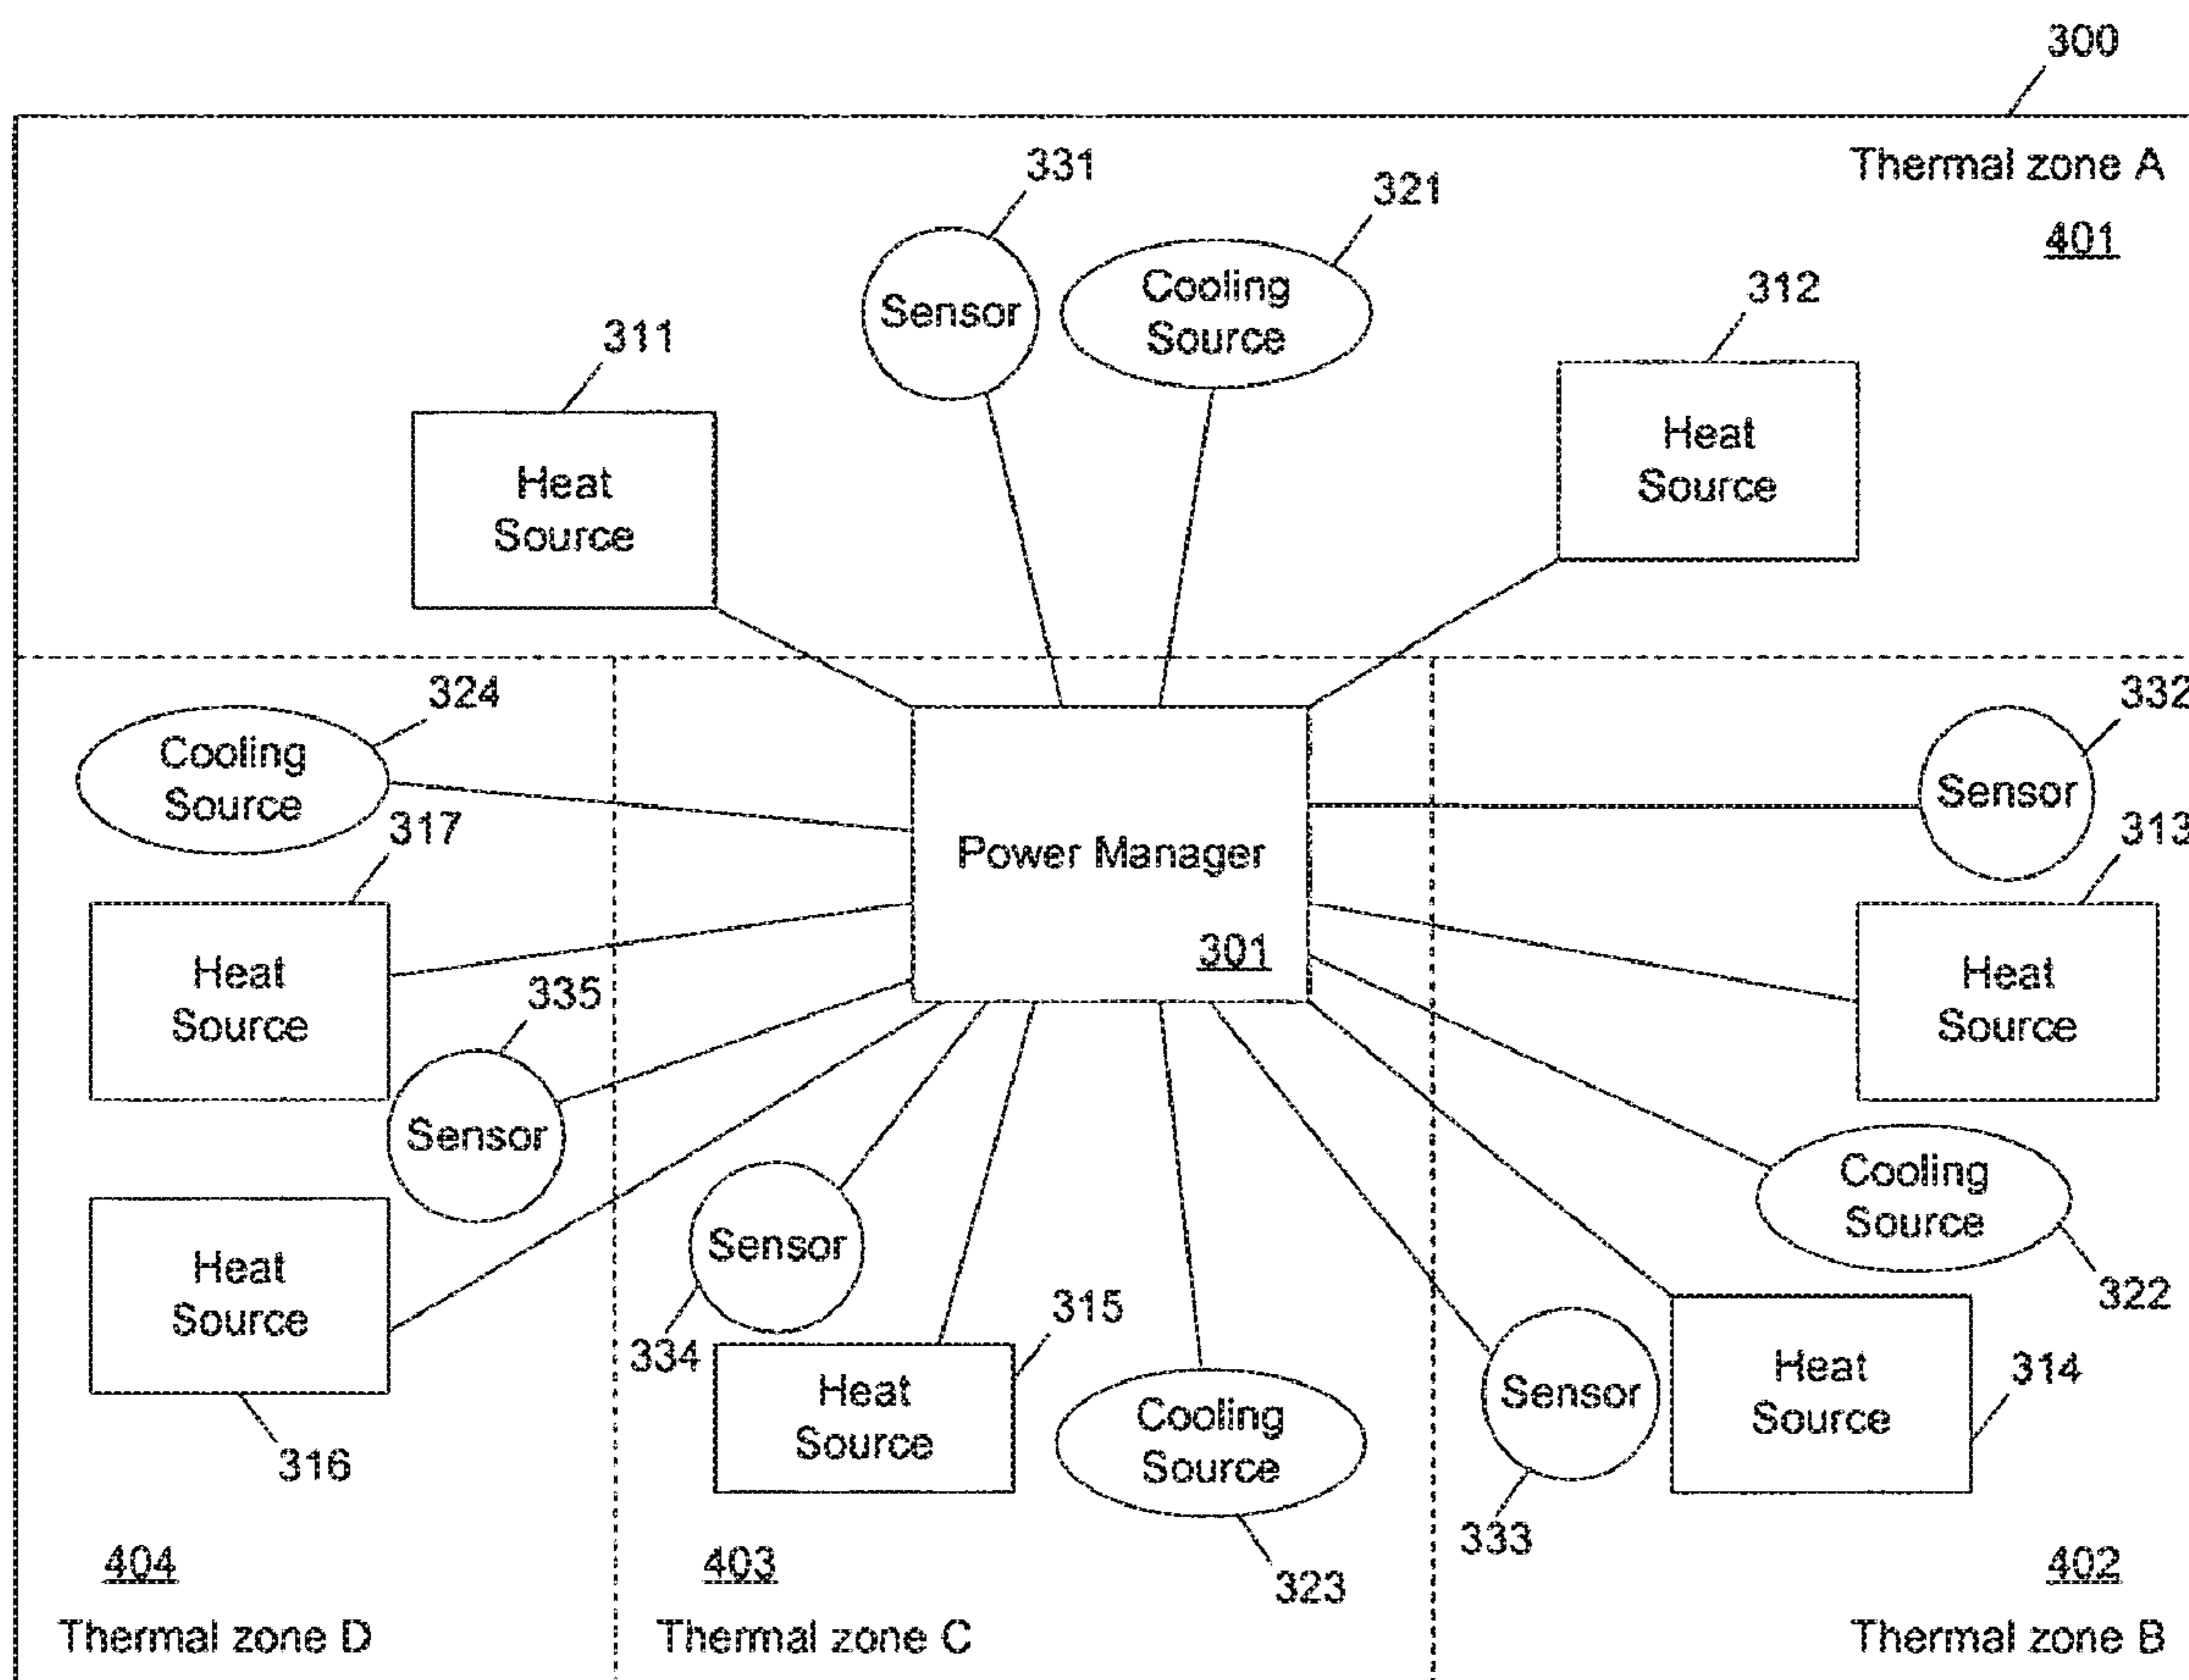 300
Thermal zone A
401
331
321
Sensor
Cooling
Source
312
311
Heat
Source
Heat
Source
324
332
Cooling
Source
Sensor
317
313
Power Manager
301
Heat
Source
335
Heat
Source
Sensor
Cooling
Source
322
Sensor
Heat
Source
334
315
Heat
Source
Cooling
Source
Sensor
Heat
Source
314
316
333
323
404
403
402
Thermal zone D
Thermal zone C
Thermal zone B